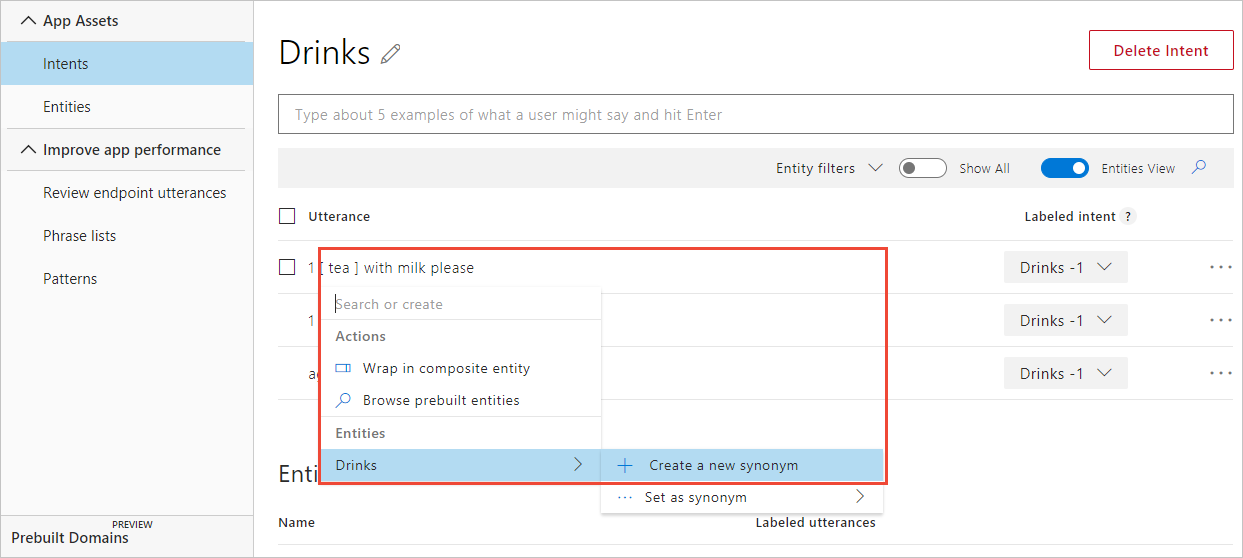 App Assets
Intents
Entities
Improve app performance
Review endpoint utterances
Phrase lists
Patterns
PREVIEW
Prebuilt Domains
Drinks
Delete Intent
Type about 5 examples of what a user might say and hit Enter
Entity filters Show All Entities View
Utterance Labeled intent ?
1 [ tea ] with milk please Drinks -1 ...
Search or create
1 Drinks -1 ...
Actions
Wrap in composite entity
Drinks -1 ...
Browse prebuilt entities
Entities
Drinks Create a new synonym
... Set as synonym
Name Labeled utterances